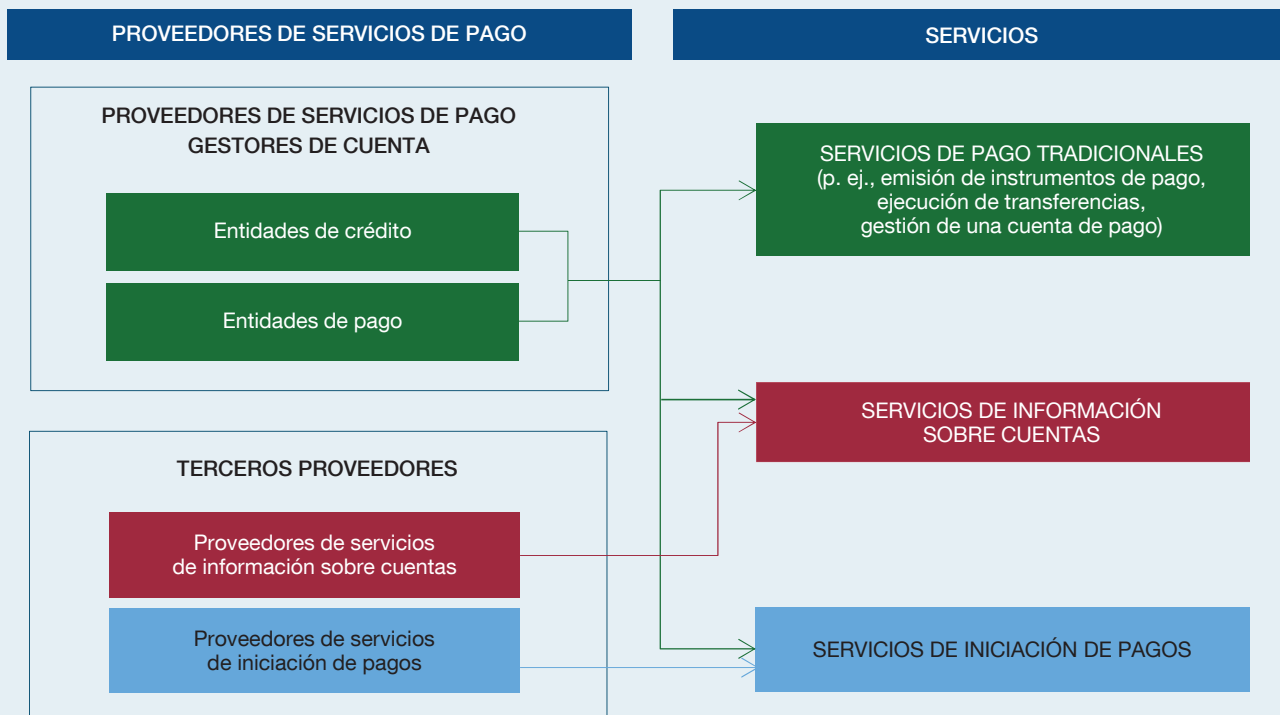 PROVEEDORES DE SERVICIOS DE PAGO
SERVICIOS
PROVEEDORES DE SERVICIOS DE PAGO
GESTORES DE CUENTA
Entidades de crédito
Entidades de pago
TERCEROS PROVEEDORES
Proveedores de servicios
de información sobre cuentas
Proveedores de servicios
de iniciación de pagos
SERVICIOS DE PAGO TRADICIONALES
(p. ej., emisión de instrumentos de pago,
ejecución de transferencias,
gestión de una cuenta de pago)
SERVICIOS DE INFORMACIÓN
SOBRE CUENTAS
SERVICIOS DE INICIACIÓN DE PAGOS